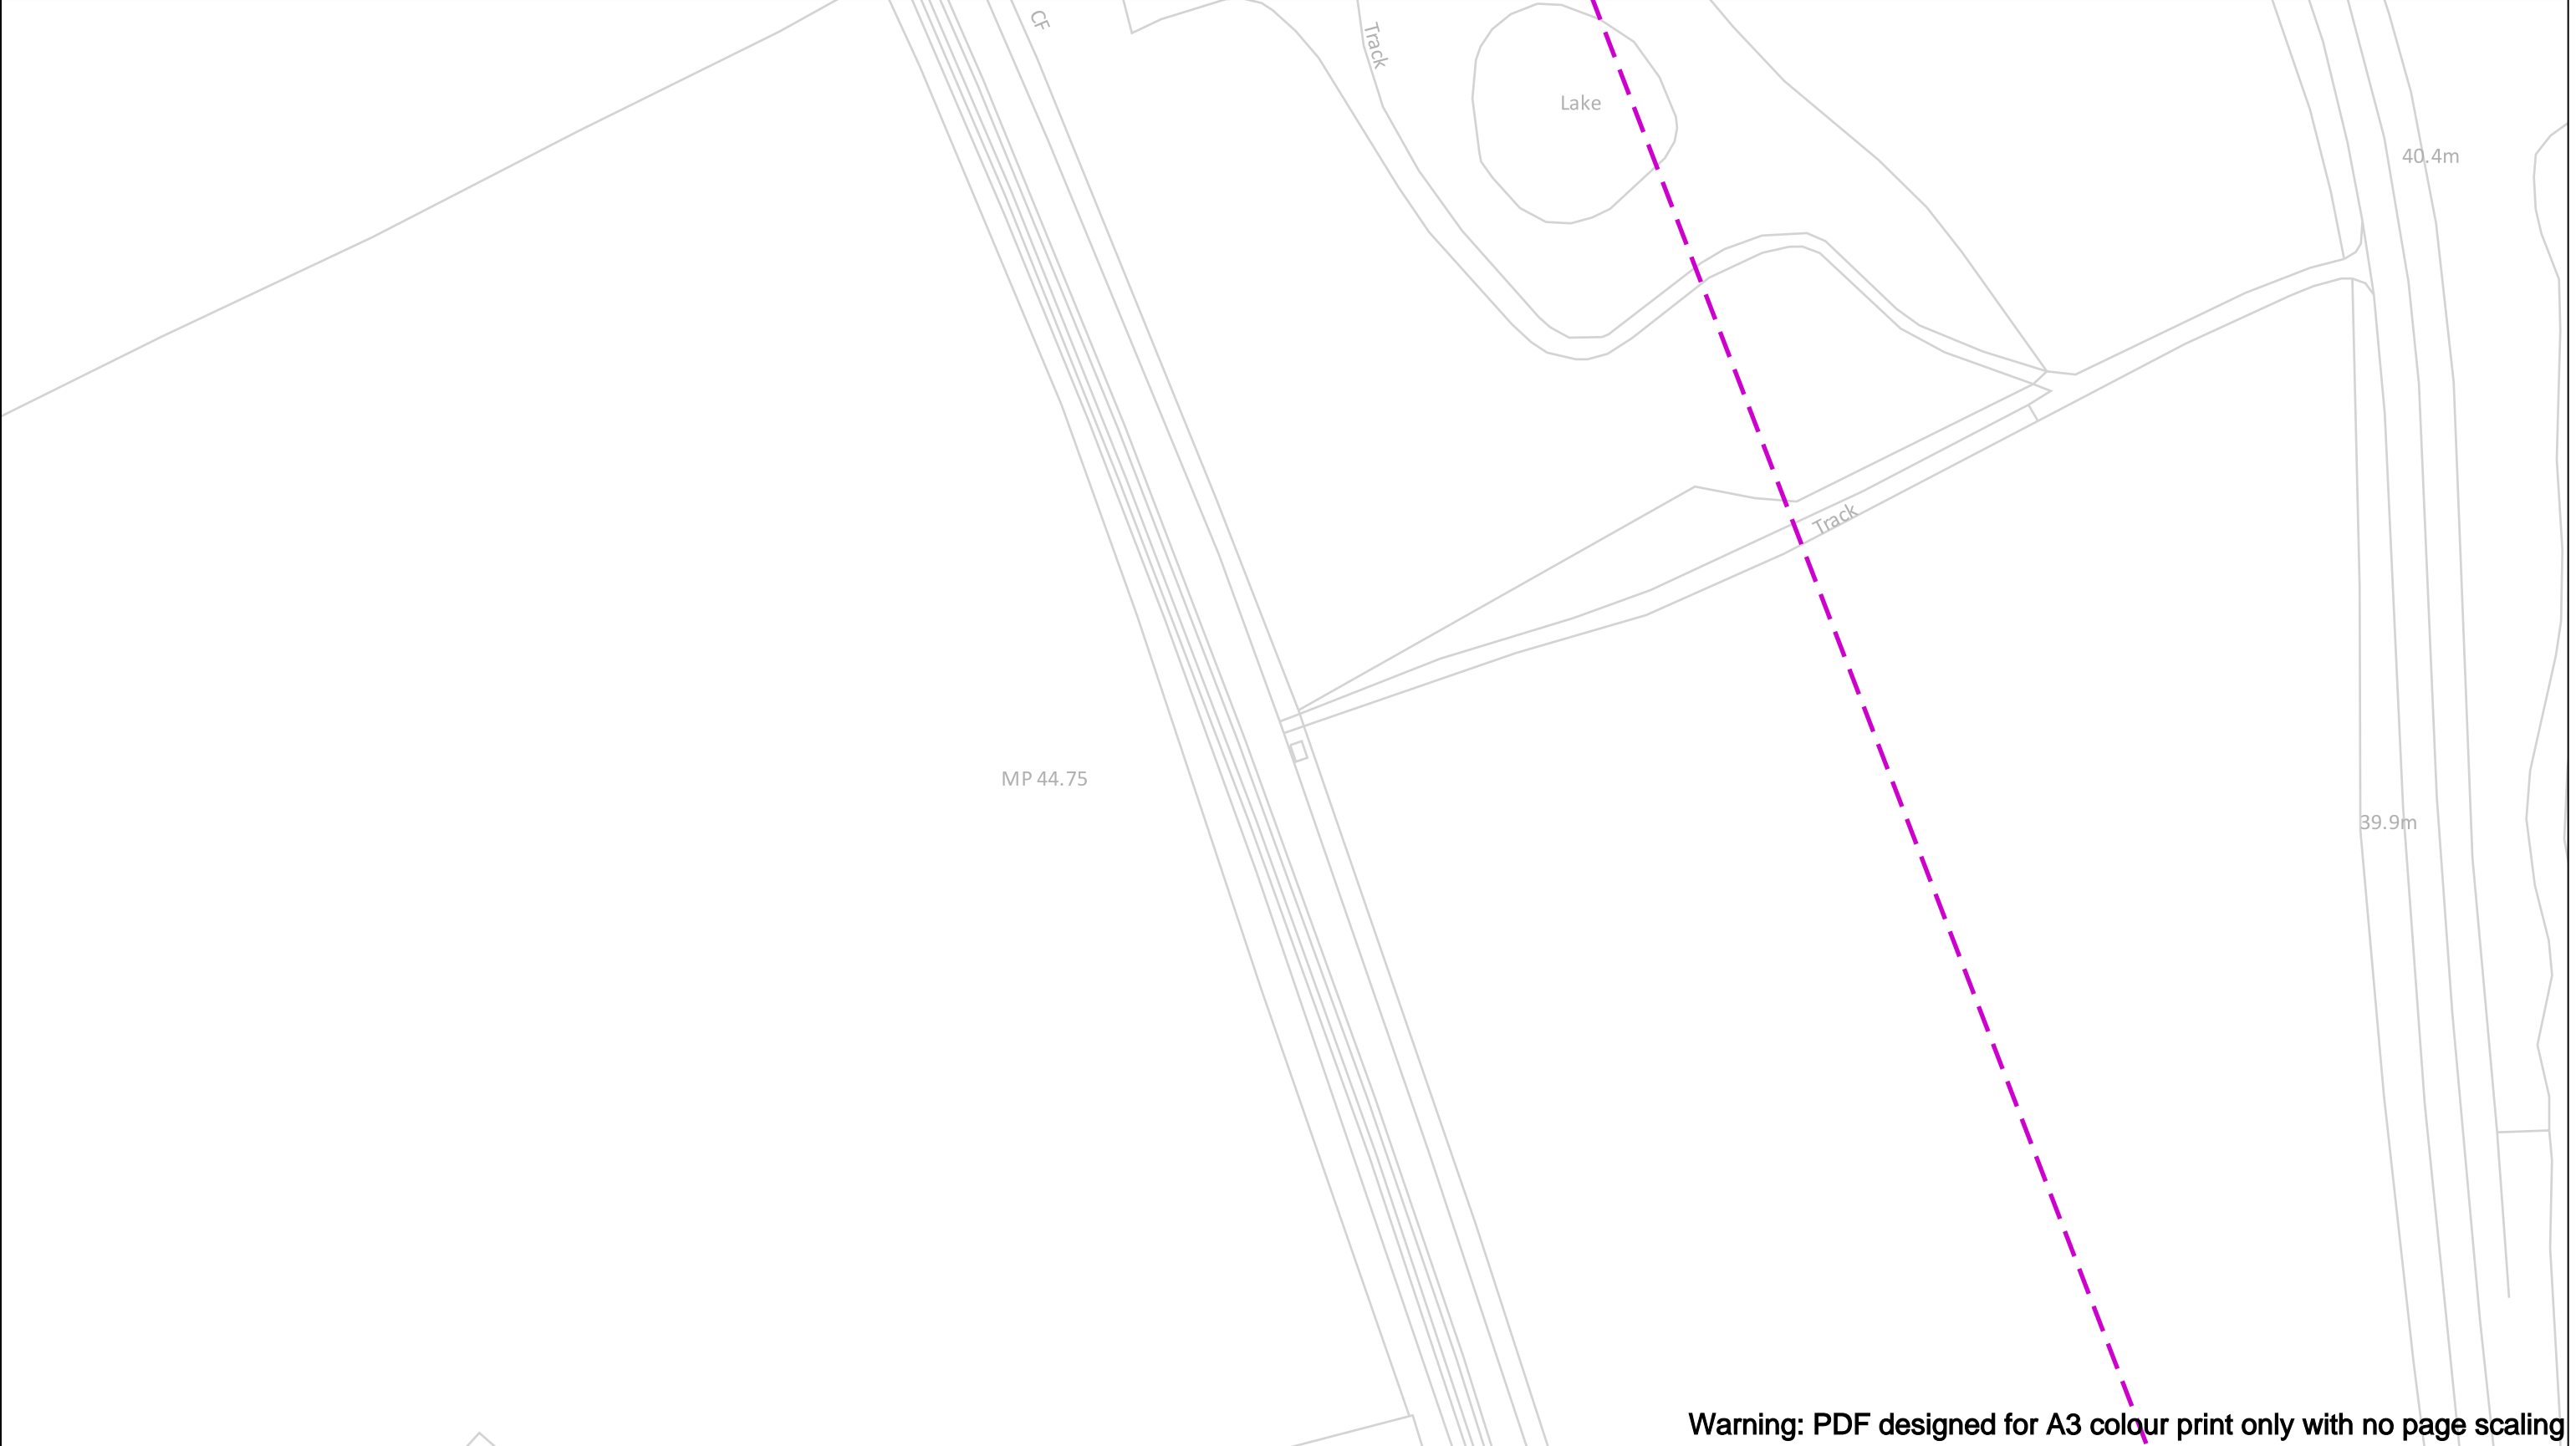 CF
Track
Lake
40.4m
Track
MP 44.75
39.9m
Warning: PDF designed for A3 colour print only with no page scaling